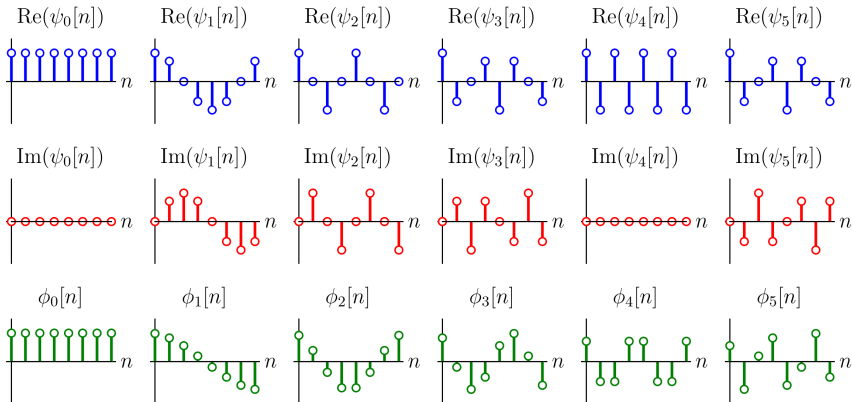 Re(ψ₀[n]) Re(ψ₁[n]) Re(ψ₂[n]) Re(ψ₃[n]) Re(ψ₄[n]) Re(ψ₅[n])
n n n n n n
Im(ψ₀[n]) Im(ψ₁[n]) Im(ψ₂[n]) Im(ψ₃[n]) Im(ψ₄[n]) Im(ψ₅[n])
n n n n n n
ϕ₀[n] ϕ₁[n] ϕ₂[n] ϕ₃[n] ϕ₄[n] ϕ₅[n]
n n n n n n